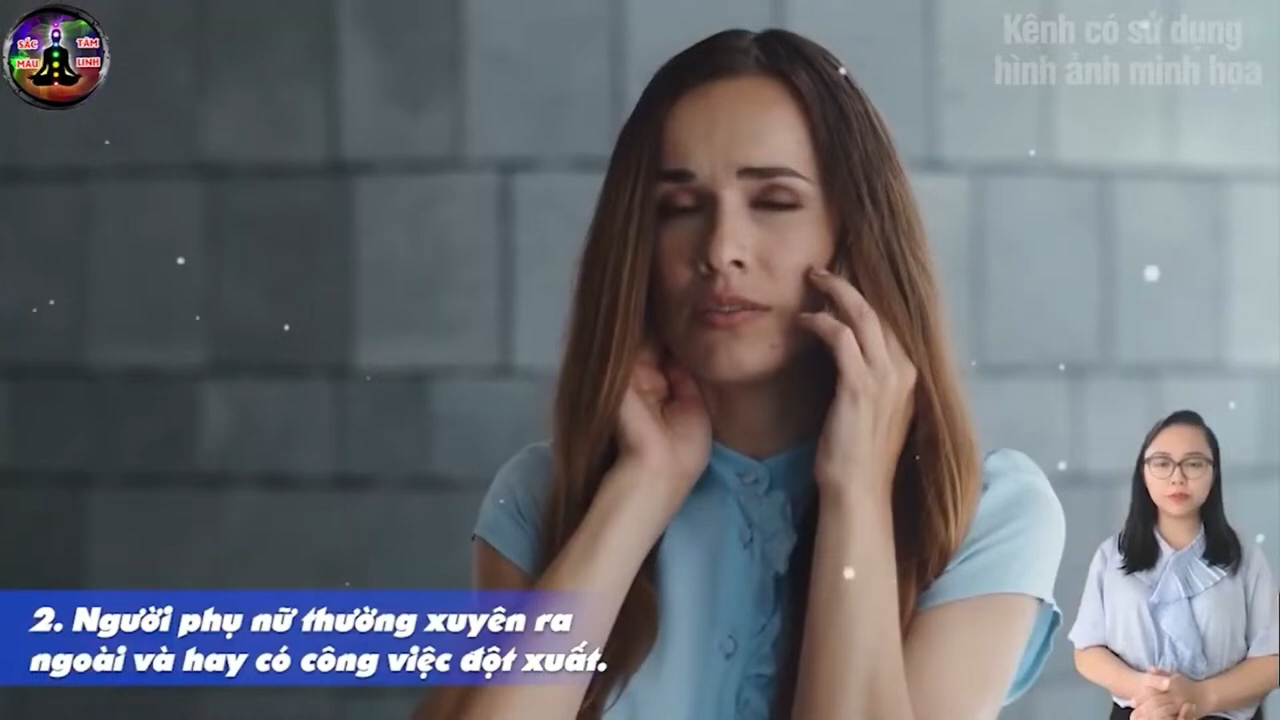 SẮC TÂM
MÀU LINH
Kênh có sử dụng
hình ảnh minh họa
2. Người phụ nữ thường xuyên ra
ngoài và hay có công việc đột xuất.